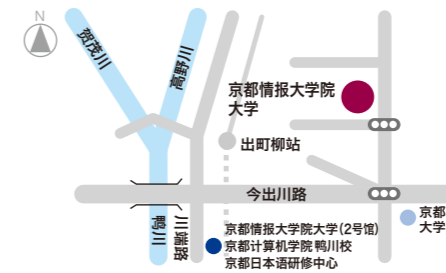 N
贺茂川
高野川
京都情报大学院
大学
出町柳站
今出川路
鸭川
川端路
京都情报大学院大学(2号馆)
京都计算机学院 鸭川校
京都日本语研修中心
京都
大学